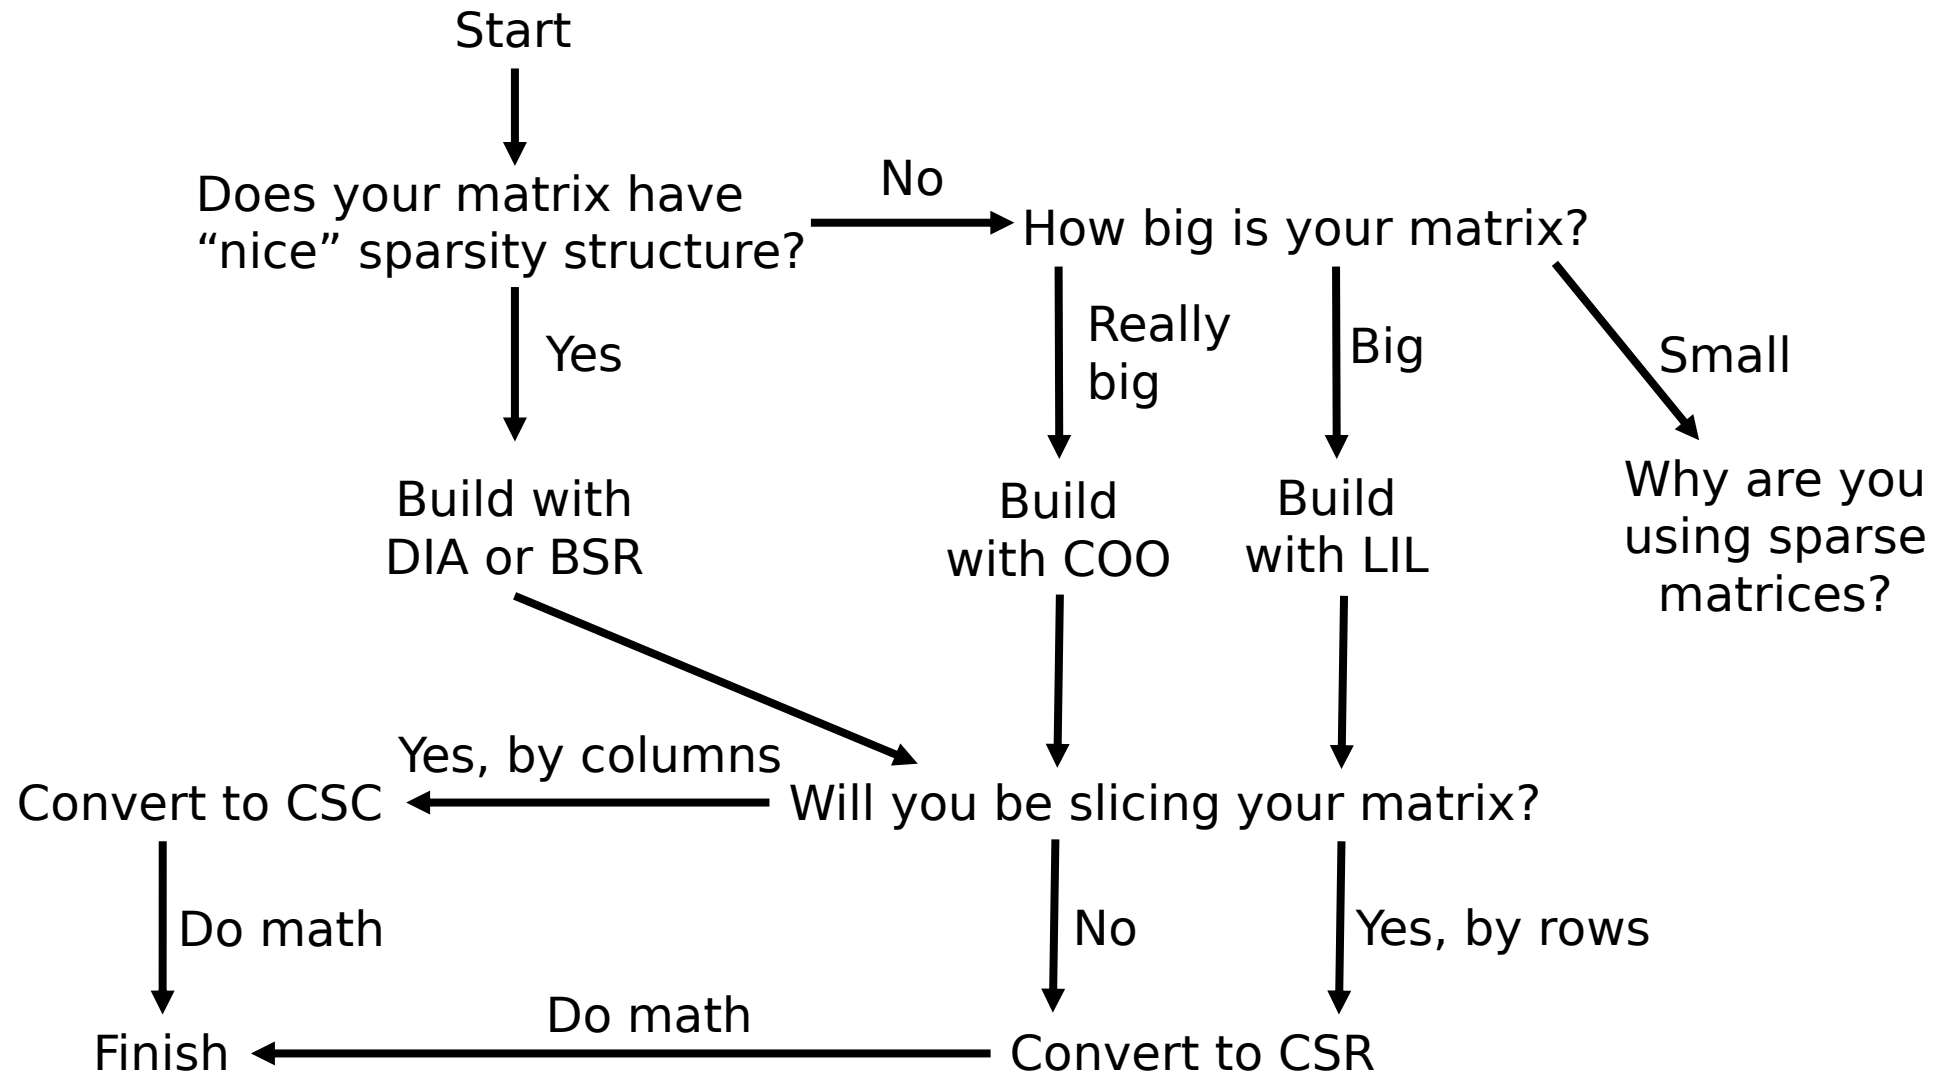 Start
Does your matrix have
“nice” sparsity structure?
No
How big is your matrix?
Yes
Really
big
Big
Small
Build with
DIA or BSR
Build
with COO
Build
with LIL
Why are you
using sparse
matrices?
Yes, by columns
Convert to CSC
Will you be slicing your matrix?
Do math
No
Yes, by rows
Do math
Finish
Convert to CSR